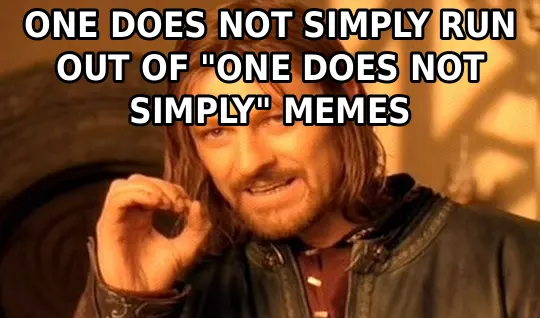 ONE DOES NOT SIMPLY RUN
OUT OF "ONE DOES NOT
SIMPLY" MEMES